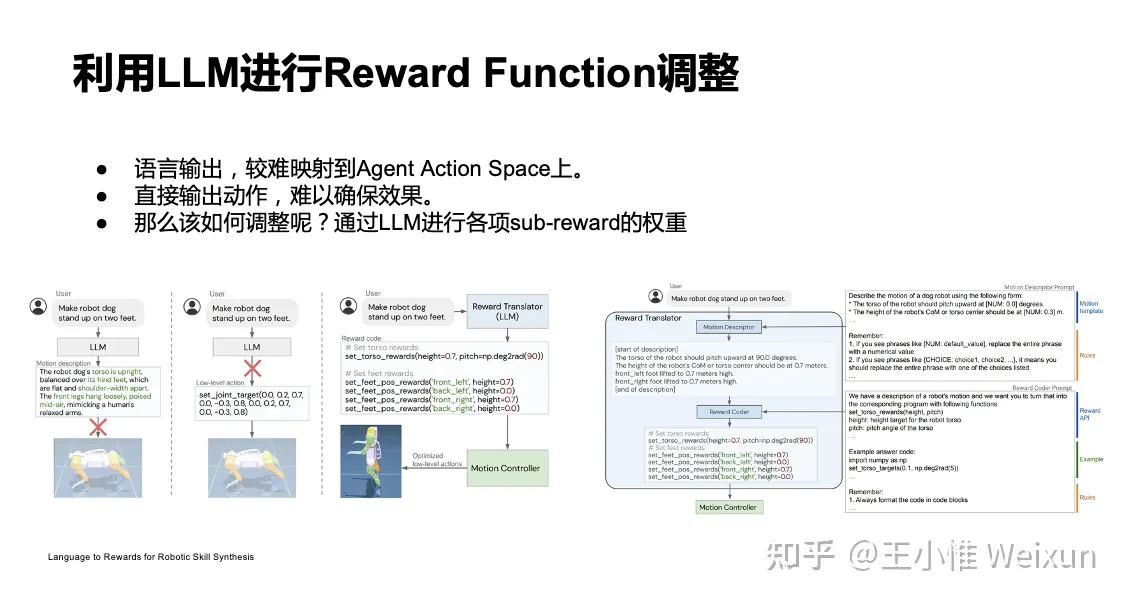 利用LLM进行Reward Function调整
● 语言输出，较难映射到Agent Action Space上。
● 直接输出动作，难以确保效果。
● 那么该如何调整呢？通过LLM进行各项sub-reward的权重
User
Make robot dog
stand up on two feet.
LLM
Motion description
The robot dog's torso is upright,
balanced over its hind feet, which
are flat and shoulder-width apart.
The front legs hang loosely, poised
mid-air, mimicking a human's
relaxed arms.
User
Make robot dog
stand up on two feet.
LLM
Low-level action
set_joint_target(0.0, 0.2, 0.7,
0.0, -0.3, 0.8, 0.0, 0.2, 0.7,
0.0, -0.3, 0.8)
User
Make robot dog
stand up on two feet.
Reward Translator
(LLM)
Reward code
# Set torso rewards
set_torso_rewards(height=0.7, pitch=np.deg2rad(90))
# Set feet rewards
set_feet_pos_rewards('front_left', height=0.7)
set_feet_pos_rewards('back_left', height=0.0)
set_feet_pos_rewards('front_right', height=0.7)
set_feet_pos_rewards('back_right', height=0.0)
Optimized
low-level actions
Motion Controller
User
Make robot dog stand up on two feet.
Reward Translator
Motion Descriptor
[start of description]
The torso of the robot should pitch upward at 90.0 degrees.
The height of the robot's CoM or torso center should be at 0.7 meters.
front_left foot lifted to 0.7 meters high.
front_right foot lifted to 0.7 meters high.
[end of description]
Reward Coder
# Set torso rewards
set_torso_rewards(height=0.7, pitch=np.deg2rad(90))
# Set feet rewards
set_feet_pos_rewards('front_left', height=0.7)
set_feet_pos_rewards('back_left', height=0.0)
set_feet_pos_rewards('front_right', height=0.7)
set_feet_pos_rewards('back_right', height=0.0)
Motion Controller
Motion Descriptor Prompt
Describe the motion of a dog robot using the following form:
* The torso of the robot should pitch upward at [NUM: 0.0] degrees.
* The height of the robot's CoM or torso center should be at [NUM: 0.3] m.
...
Motion
template
Remember:
1. If you see phrases like [NUM: default_value], replace the entire phrase
with a numerical value.
2. If you see phrases like {CHOICE: choice1, choice2, ...}, it means you
should replace the entire phrase with one of the choices listed.
...
Rules
Reward Coder Prompt
We have a description of a robot's motion and we want you to turn that into
the corresponding program with following functions:
set_torso_rewards(height, pitch)
height: height target for the robot torso
pitch: pitch angle of the torso
...
Reward
API
Example answer code:
import numpy as np
set_torso_targets(0.1, np.deg2rad(5))
...
Example
Remember:
1. Always format the code in code blocks
...
Rules
Language to Rewards for Robotic Skill Synthesis
知乎 @王小惟 Weixun